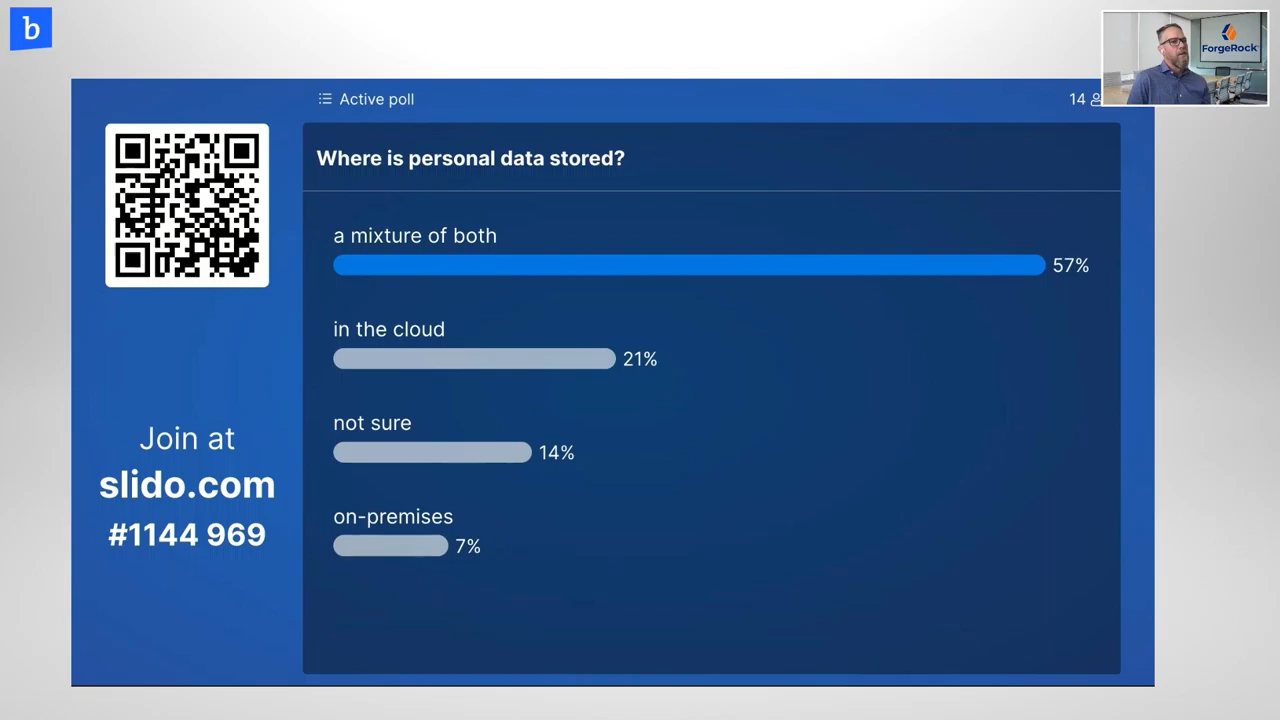 b
ForgeRock
Active poll
14
Where is personal data stored?
a mixture of both
57%
in the cloud
21%
not sure
14%
on-premises
7%
Join at
slido.com
#1144 969